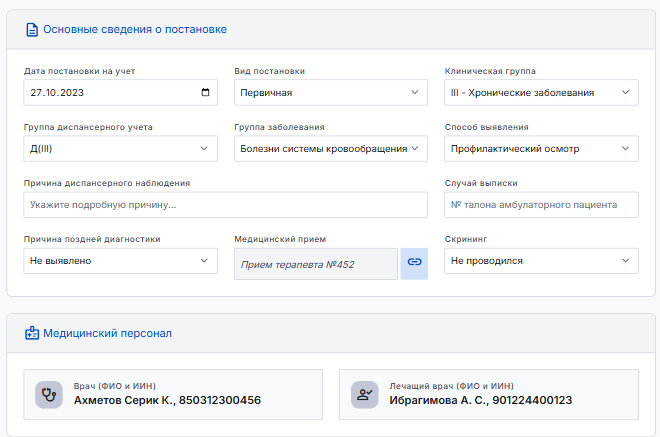 Основные сведения о постановке
Дата постановки на учет
Вид постановки
Клиническая группа
27.10.2023
Первичная
III - Хронические заболевания
Группа диспансерного учета
Группа заболевания
Способ выявления
Д(III)
Болезни системы кровообращения
Профилактический осмотр
Причина диспансерного наблюдения
Случай выписки
Укажите подробную причину...
№ талона амбулаторного пациента
Причина поздней диагностики
Медицинский прием
Скрининг
Не выявлено
Прием терапевта №452
Не проводился
Медицинский персонал
Врач (ФИО и ИИН)
Ахметов Серик К., 850312300456
Лечащий врач (ФИО и ИИН)
Ибрагимова А. С., 901224400123